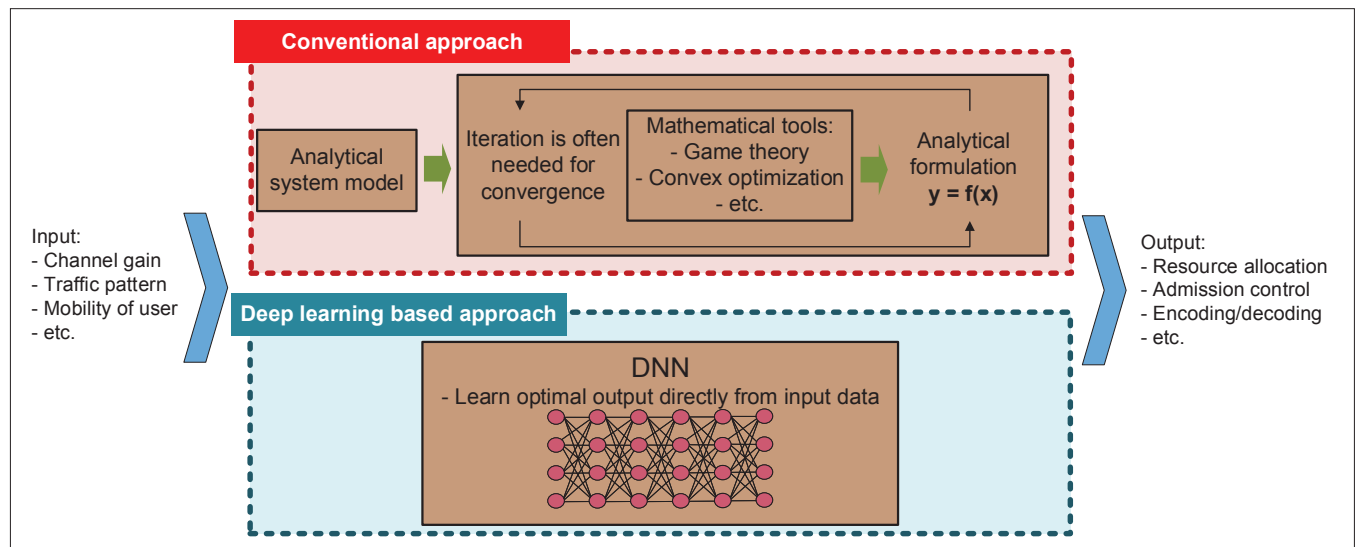 Conventional approach
Analytical
system model
Iteration is often
needed for
convergence
Mathematical tools:
- Game theory
- Convex optimization
- etc.
Analytical
formulation
y = f(x)
Input:
- Channel gain
- Traffic pattern
- Mobility of user
- etc.
Output:
- Resource allocation
- Admission control
- Encoding/decoding
- etc.
Deep learning based approach
DNN
- Learn optimal output directly from input data